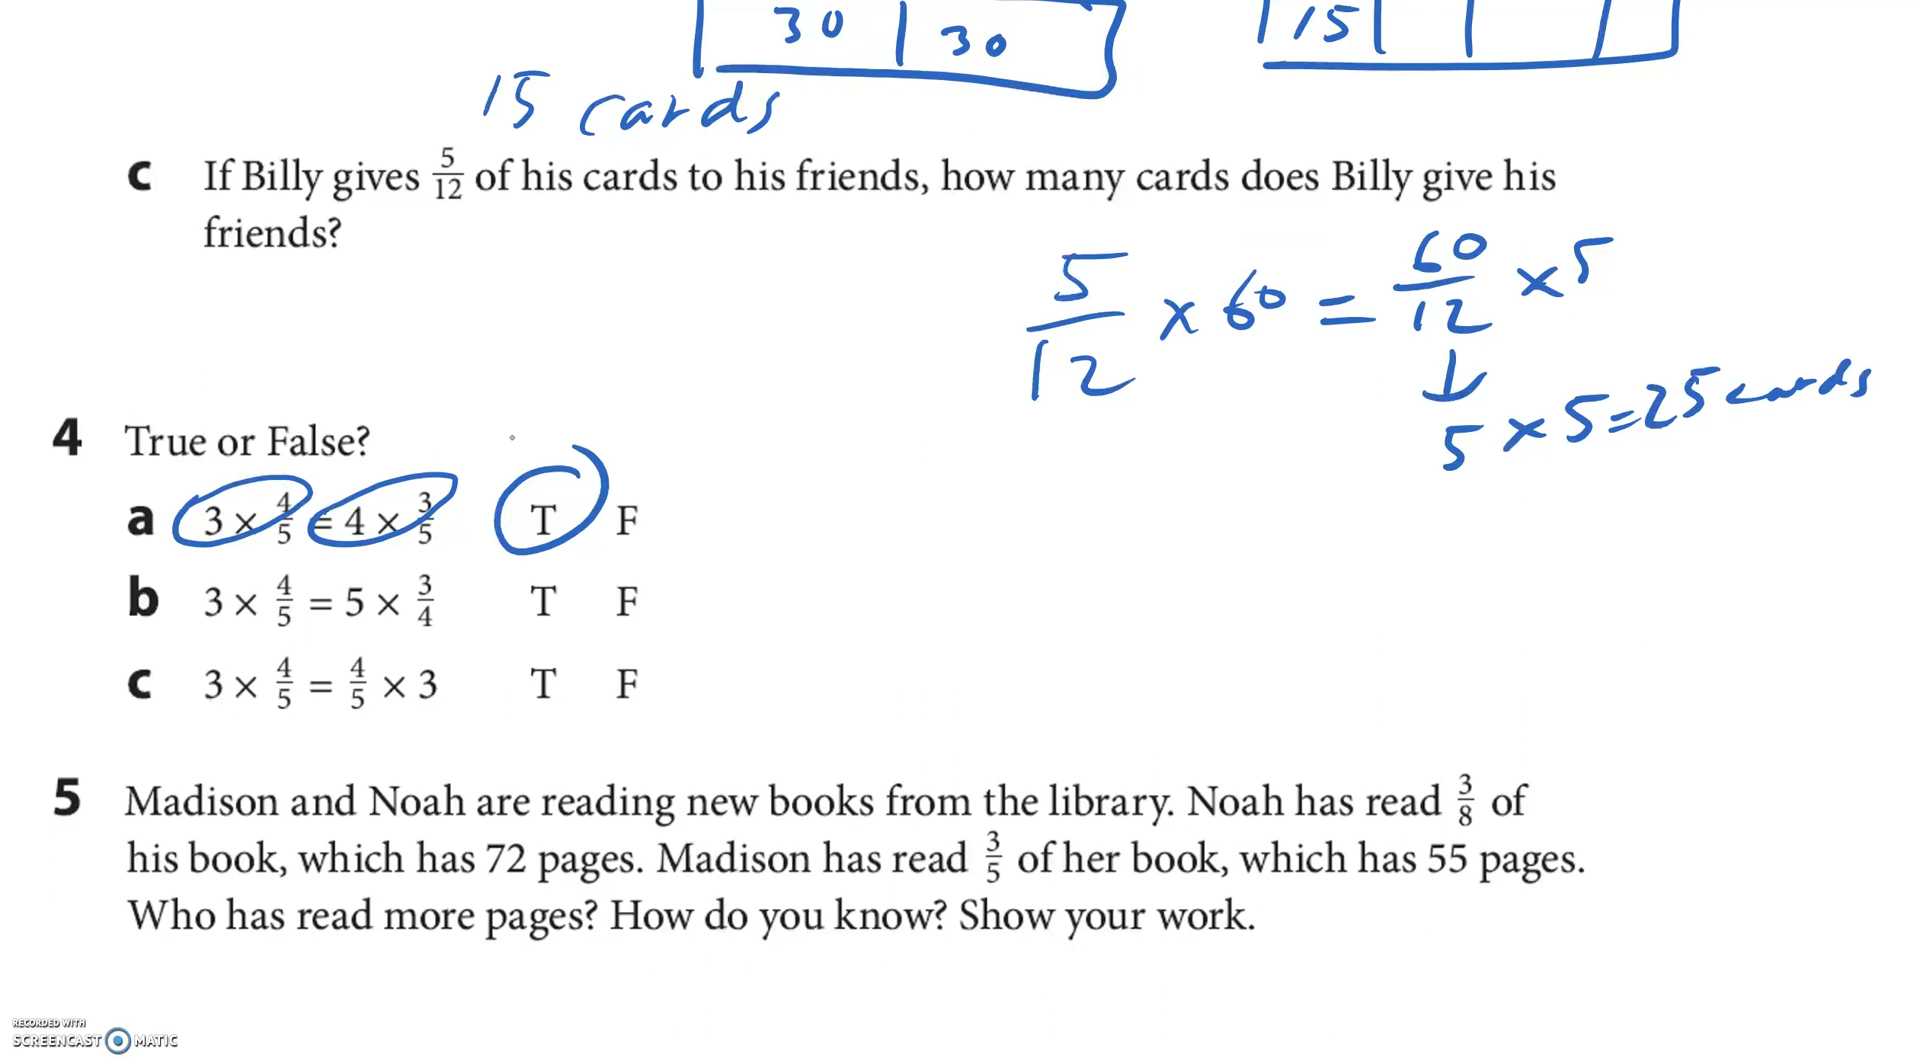 30 | 30
15
15 cards
c If Billy gives 5/12 of his cards to his friends, how many cards does Billy give his
friends?
5/12 × 60 = 60/12 × 5
↓
5 × 5 = 25 cards
4 True or False?
a 3 × 4/5 = 4 × 3/5 T F
b 3 × 4/5 = 5 × 3/4 T F
c 3 × 4/5 = 4/5 × 3 T F
5 Madison and Noah are reading new books from the library. Noah has read 3/8 of
his book, which has 72 pages. Madison has read 3/5 of her book, which has 55 pages.
Who has read more pages? How do you know? Show your work.
RECORDED WITH
SCREENCAST MATIC